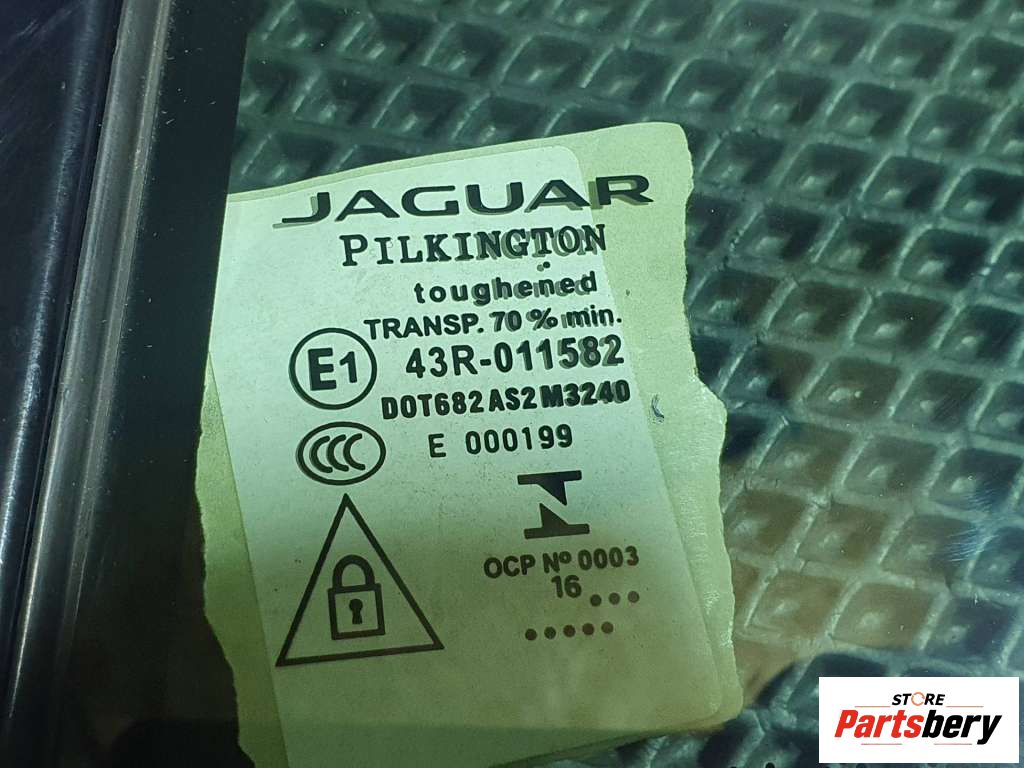 JAGUAR
PILKINGTON
toughened
TRANSP. 70 % min.
E1
43R-011582
DOT682 AS2 M3240
CCC
E 000199
OCP Nº 0003
16
STORE
Partsbery